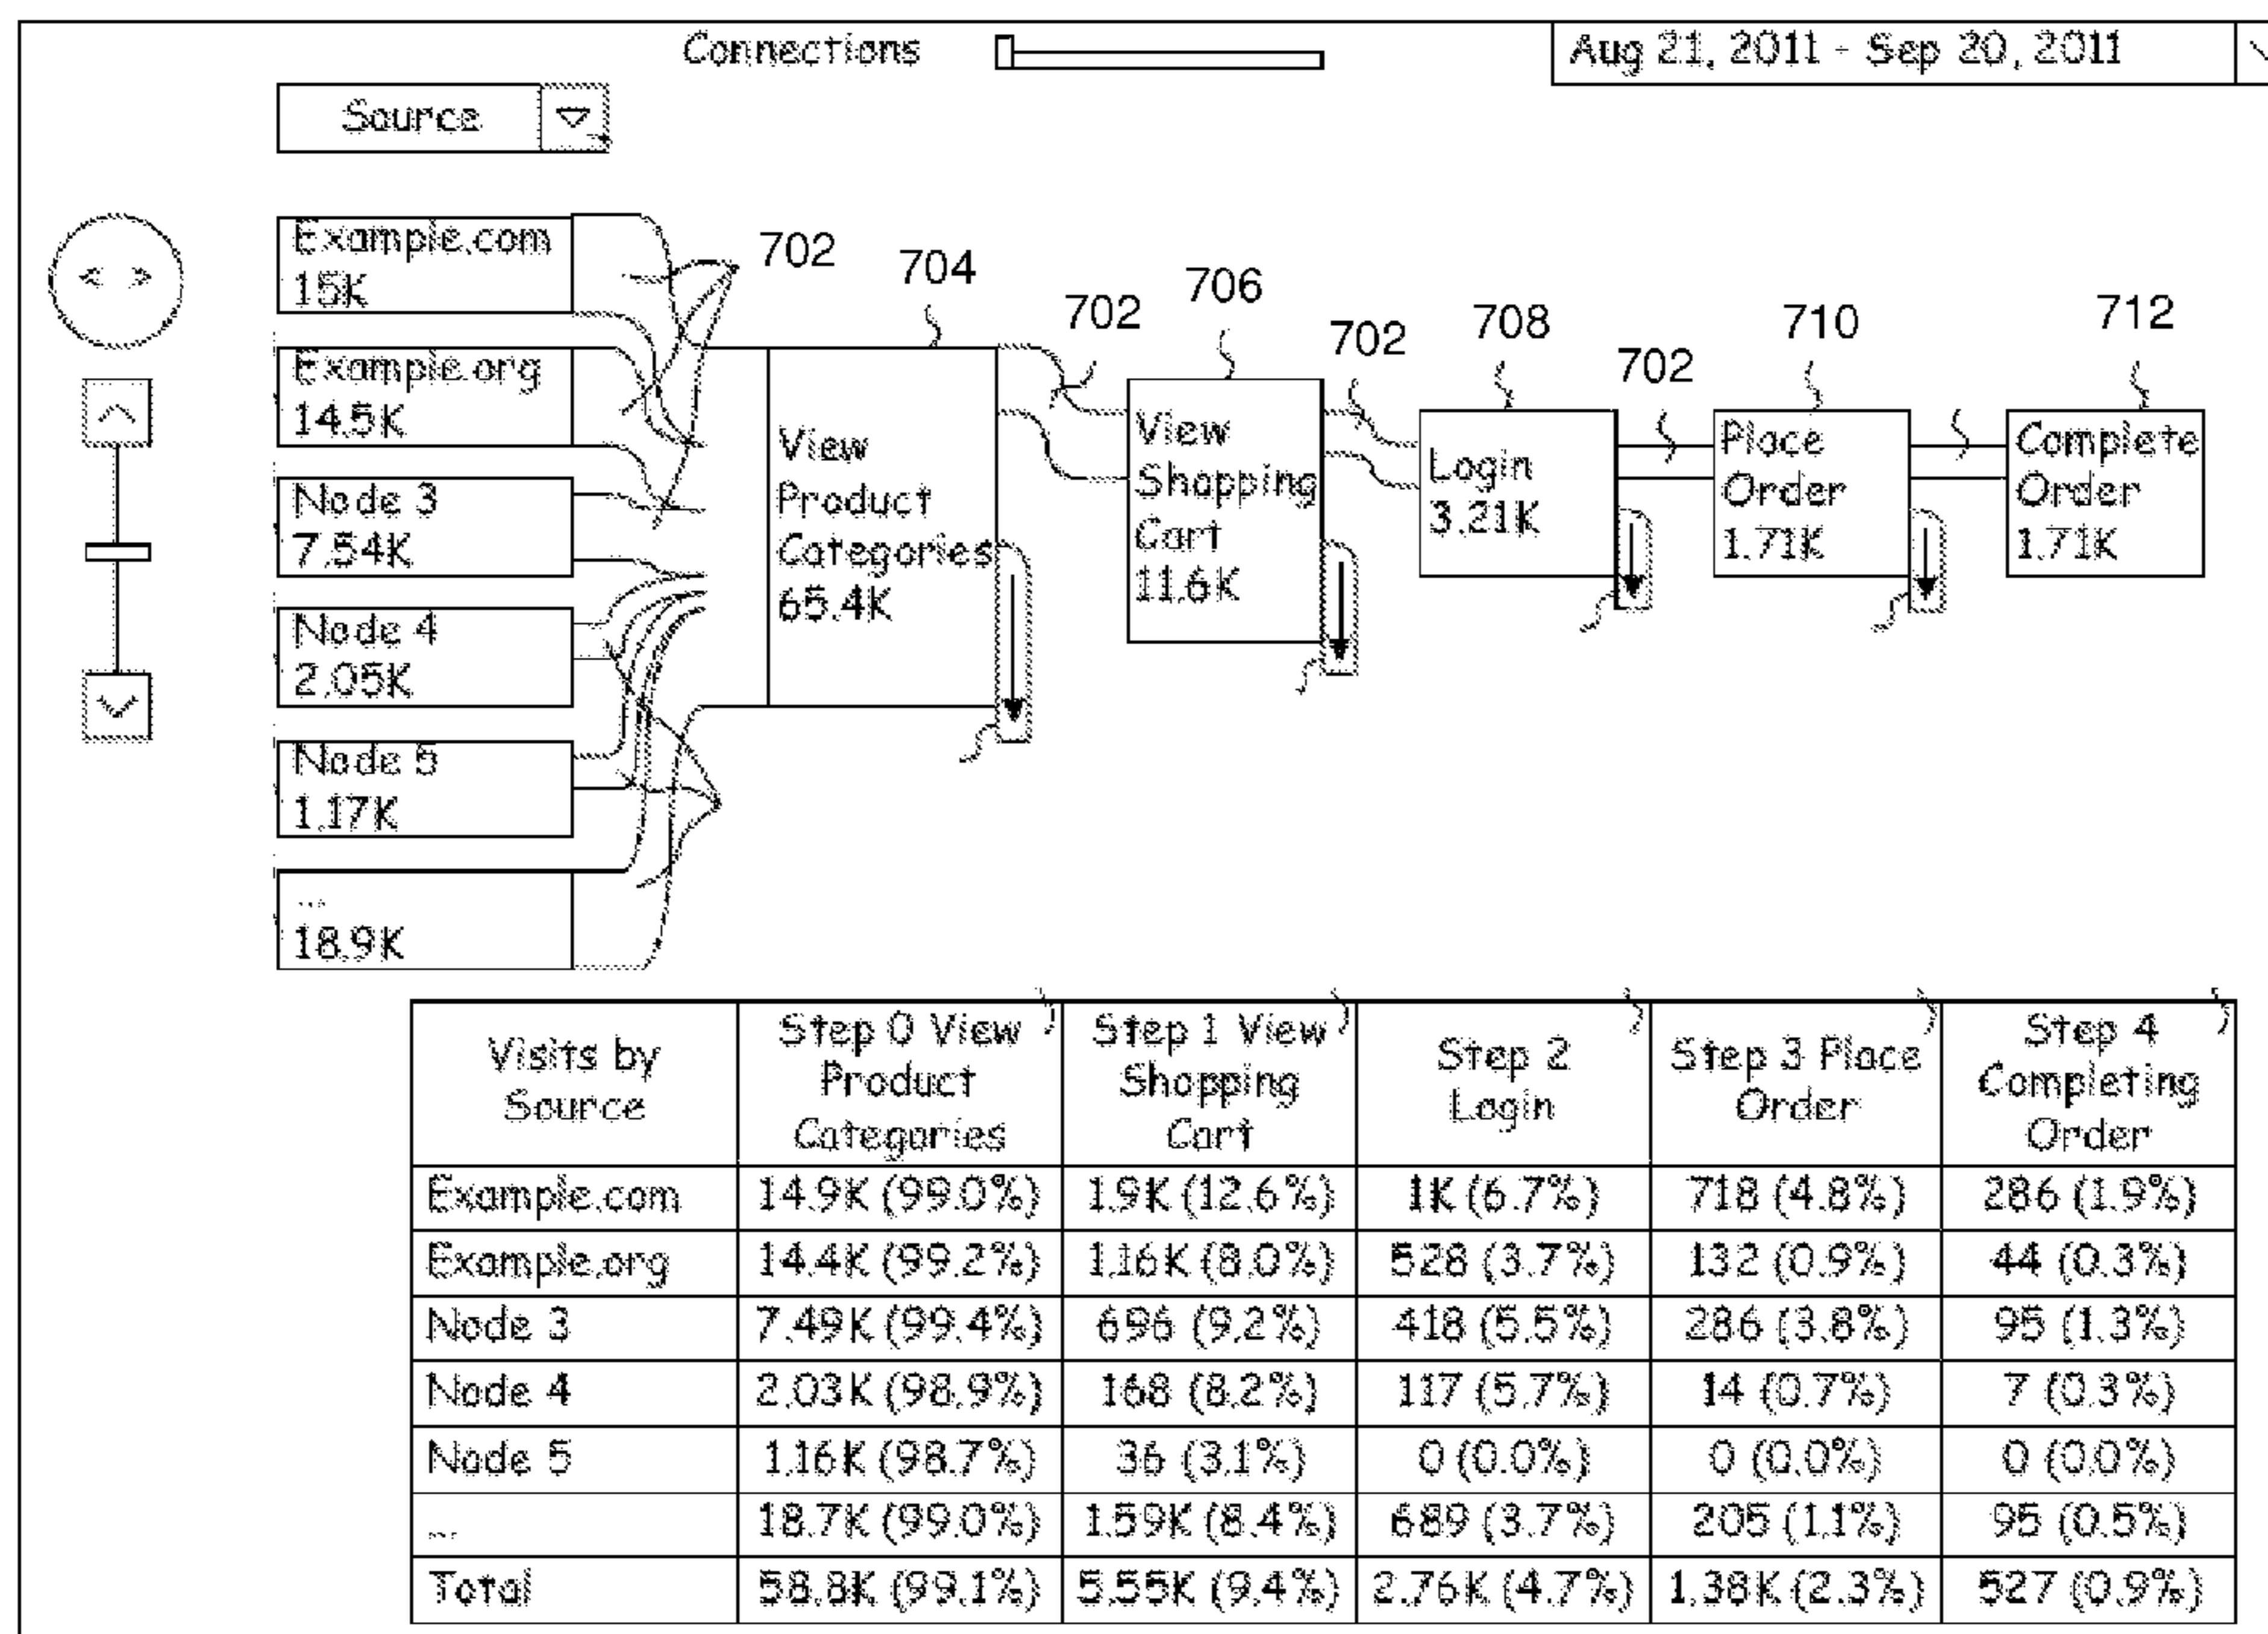 Connections
Aug 21, 2011 - Sep 20, 2011
Source
Example.com
15K
Example.org
14.5K
Node 3
7.54K
Node 4
2.05K
Node 5
1.17K
...
18.9K
702
704
702
706
702
708
702
710
712
View
Product
Categories
65.4K
View
Shopping
Cart
11.6K
Login
3.21K
Place
Order
1.71K
Complete
Order
1.71K
Visits by
Source
Step 0 View
Product
Categories
Step 1 View
Shopping
Cart
Step 2
Login
Step 3 Place
Order
Step 4
Completing
Order
Example.com 14.9K (99.0%) 1.9K (12.6%) 1K (6.7%) 718 (4.8%) 286 (1.9%)
Example.org 14.4K (99.2%) 1.16K (8.0%) 528 (3.7%) 132 (0.9%) 44 (0.3%)
Node 3 7.49K (99.4%) 696 (9.2%) 418 (5.5%) 286 (3.8%) 95 (1.3%)
Node 4 2.03K (98.9%) 168 (8.2%) 117 (5.7%) 14 (0.7%) 7 (0.3%)
Node 5 1.16K (98.7%) 36 (3.1%) 0 (0.0%) 0 (0.0%) 0 (0.0%)
... 18.7K (99.0%) 1.59K (8.4%) 689 (3.7%) 205 (1.1%) 95 (0.5%)
Total 58.8K (99.1%) 5.55K (9.4%) 2.76K (4.7%) 1.38K (2.3%) 527 (0.9%)